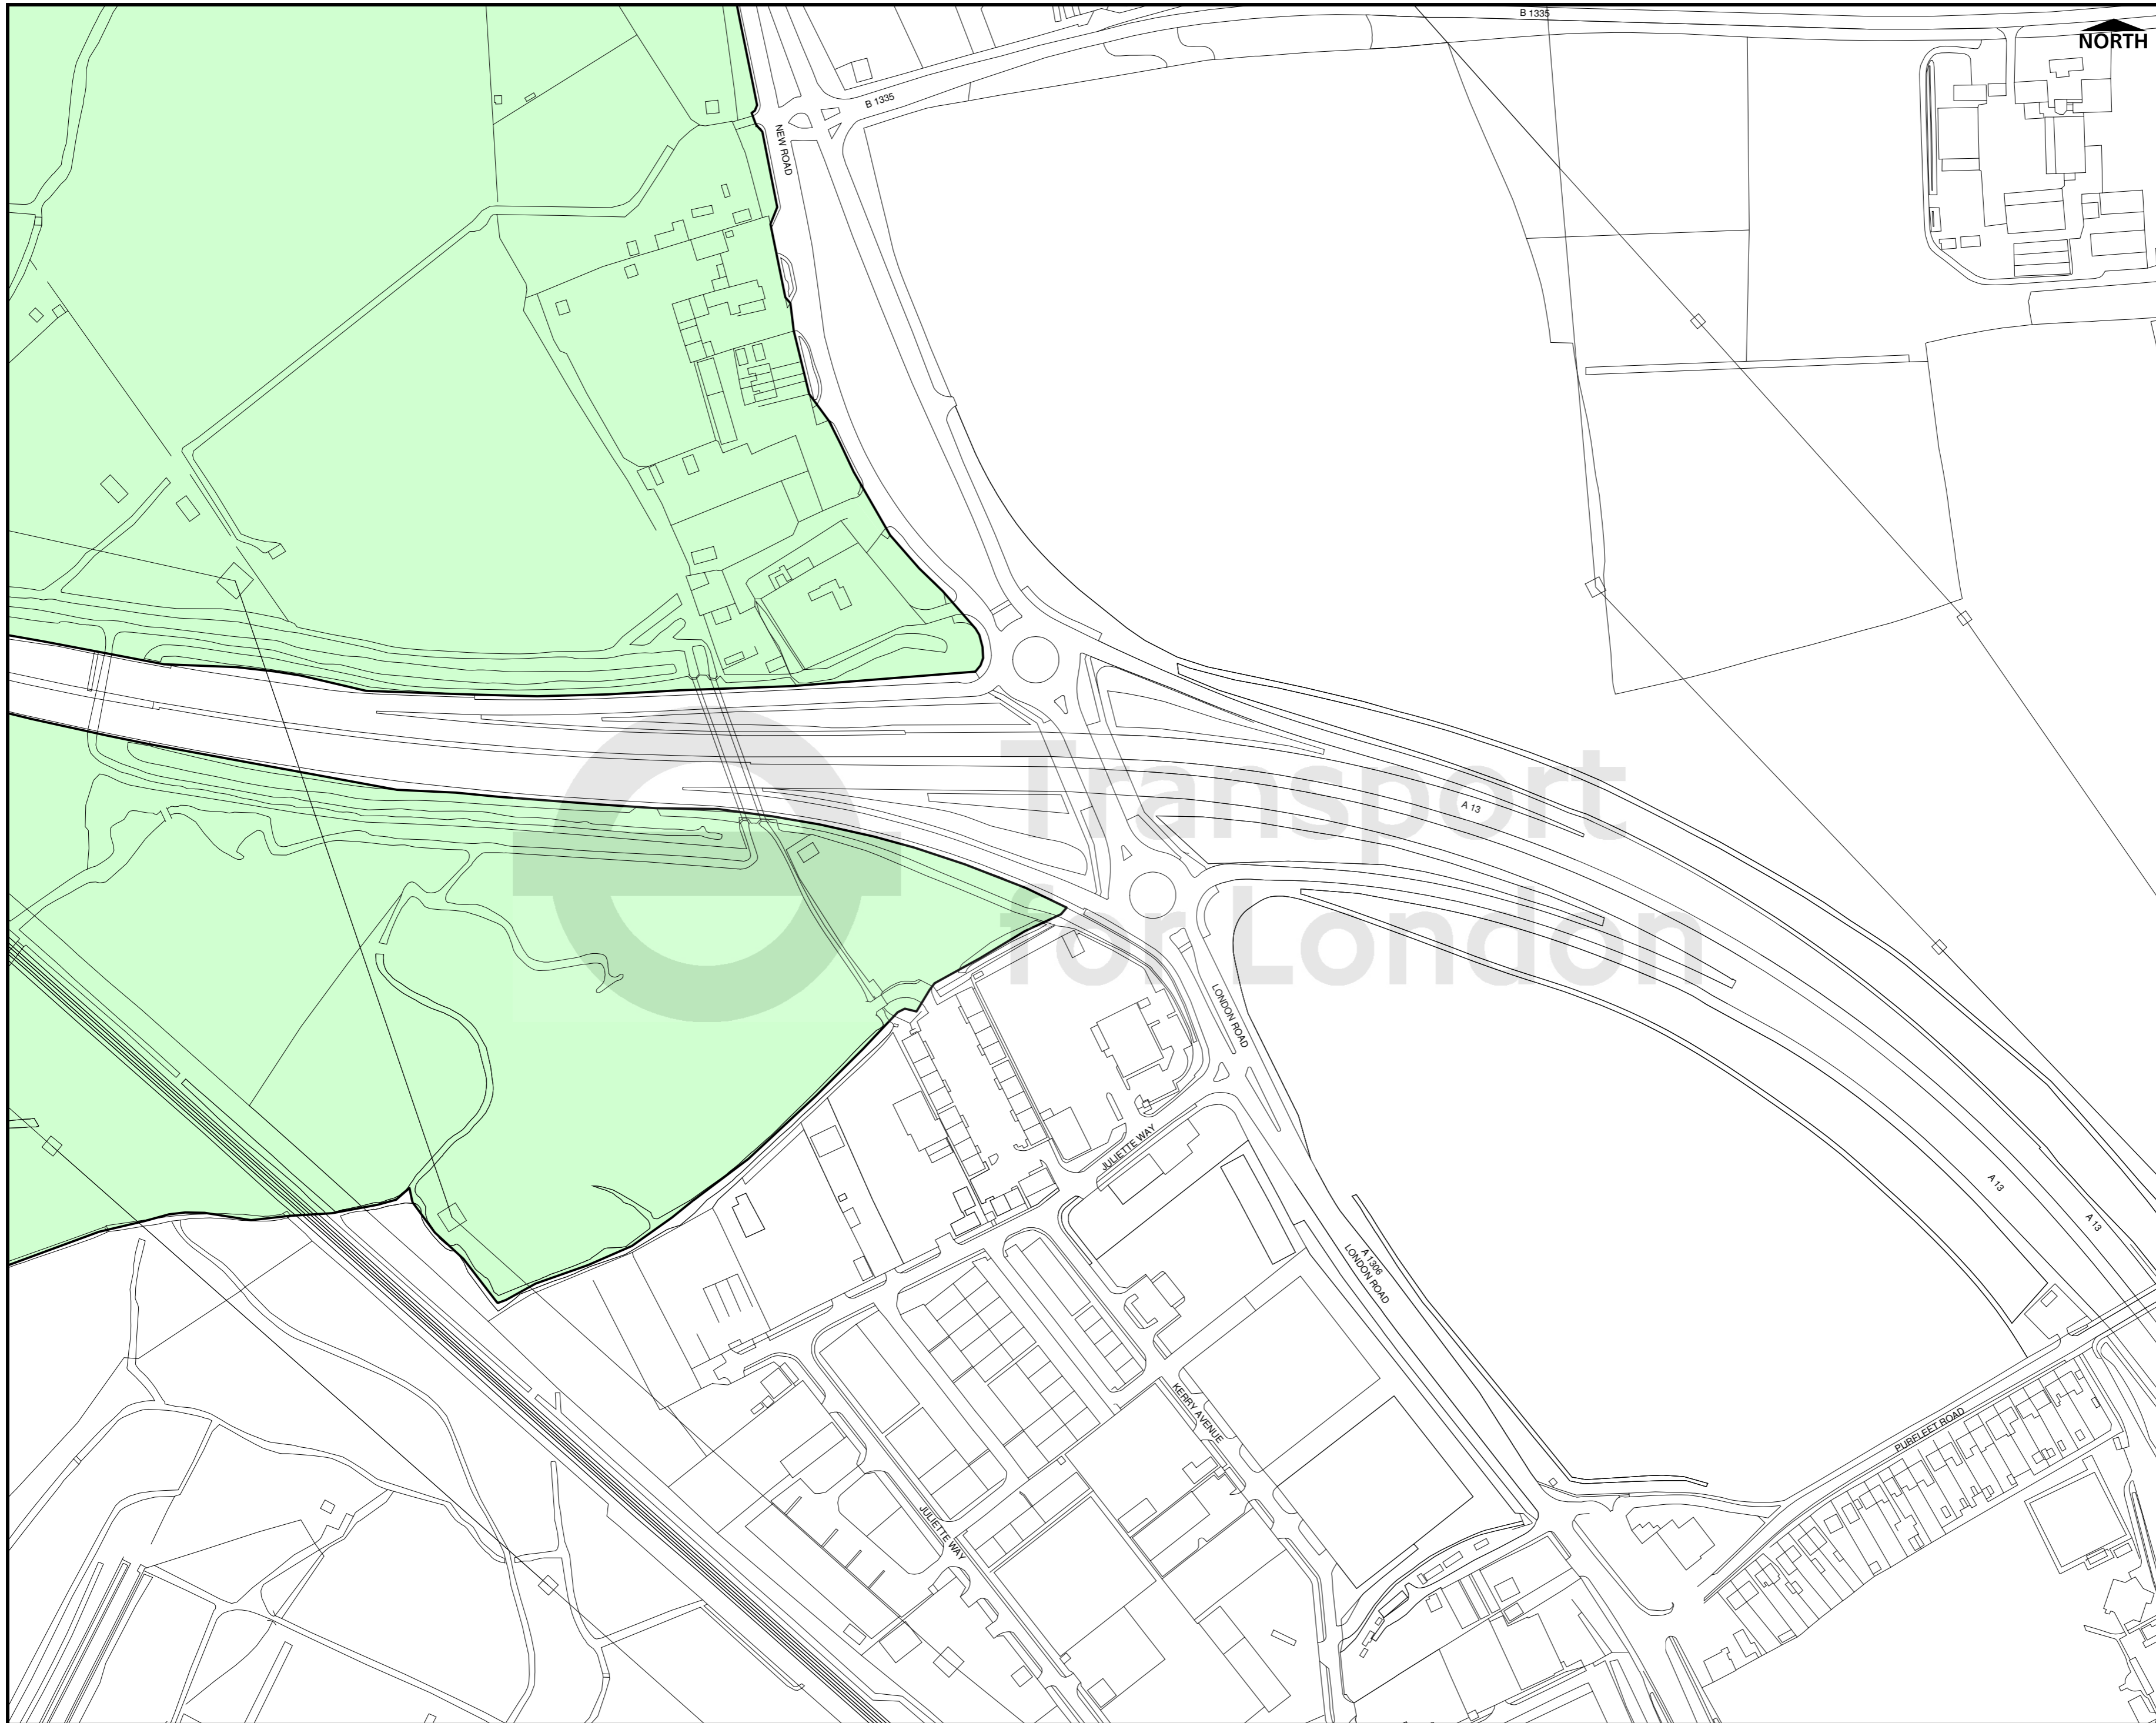 B 1335
NORTH
B 1335
NEW ROAD
Transport
for London
A 13
LONDON ROAD
JULIETTE WAY
A 13
A 13
A 1306
LONDON ROAD
KERRY AVENUE
PURFLEET ROAD
JULIETTE WAY